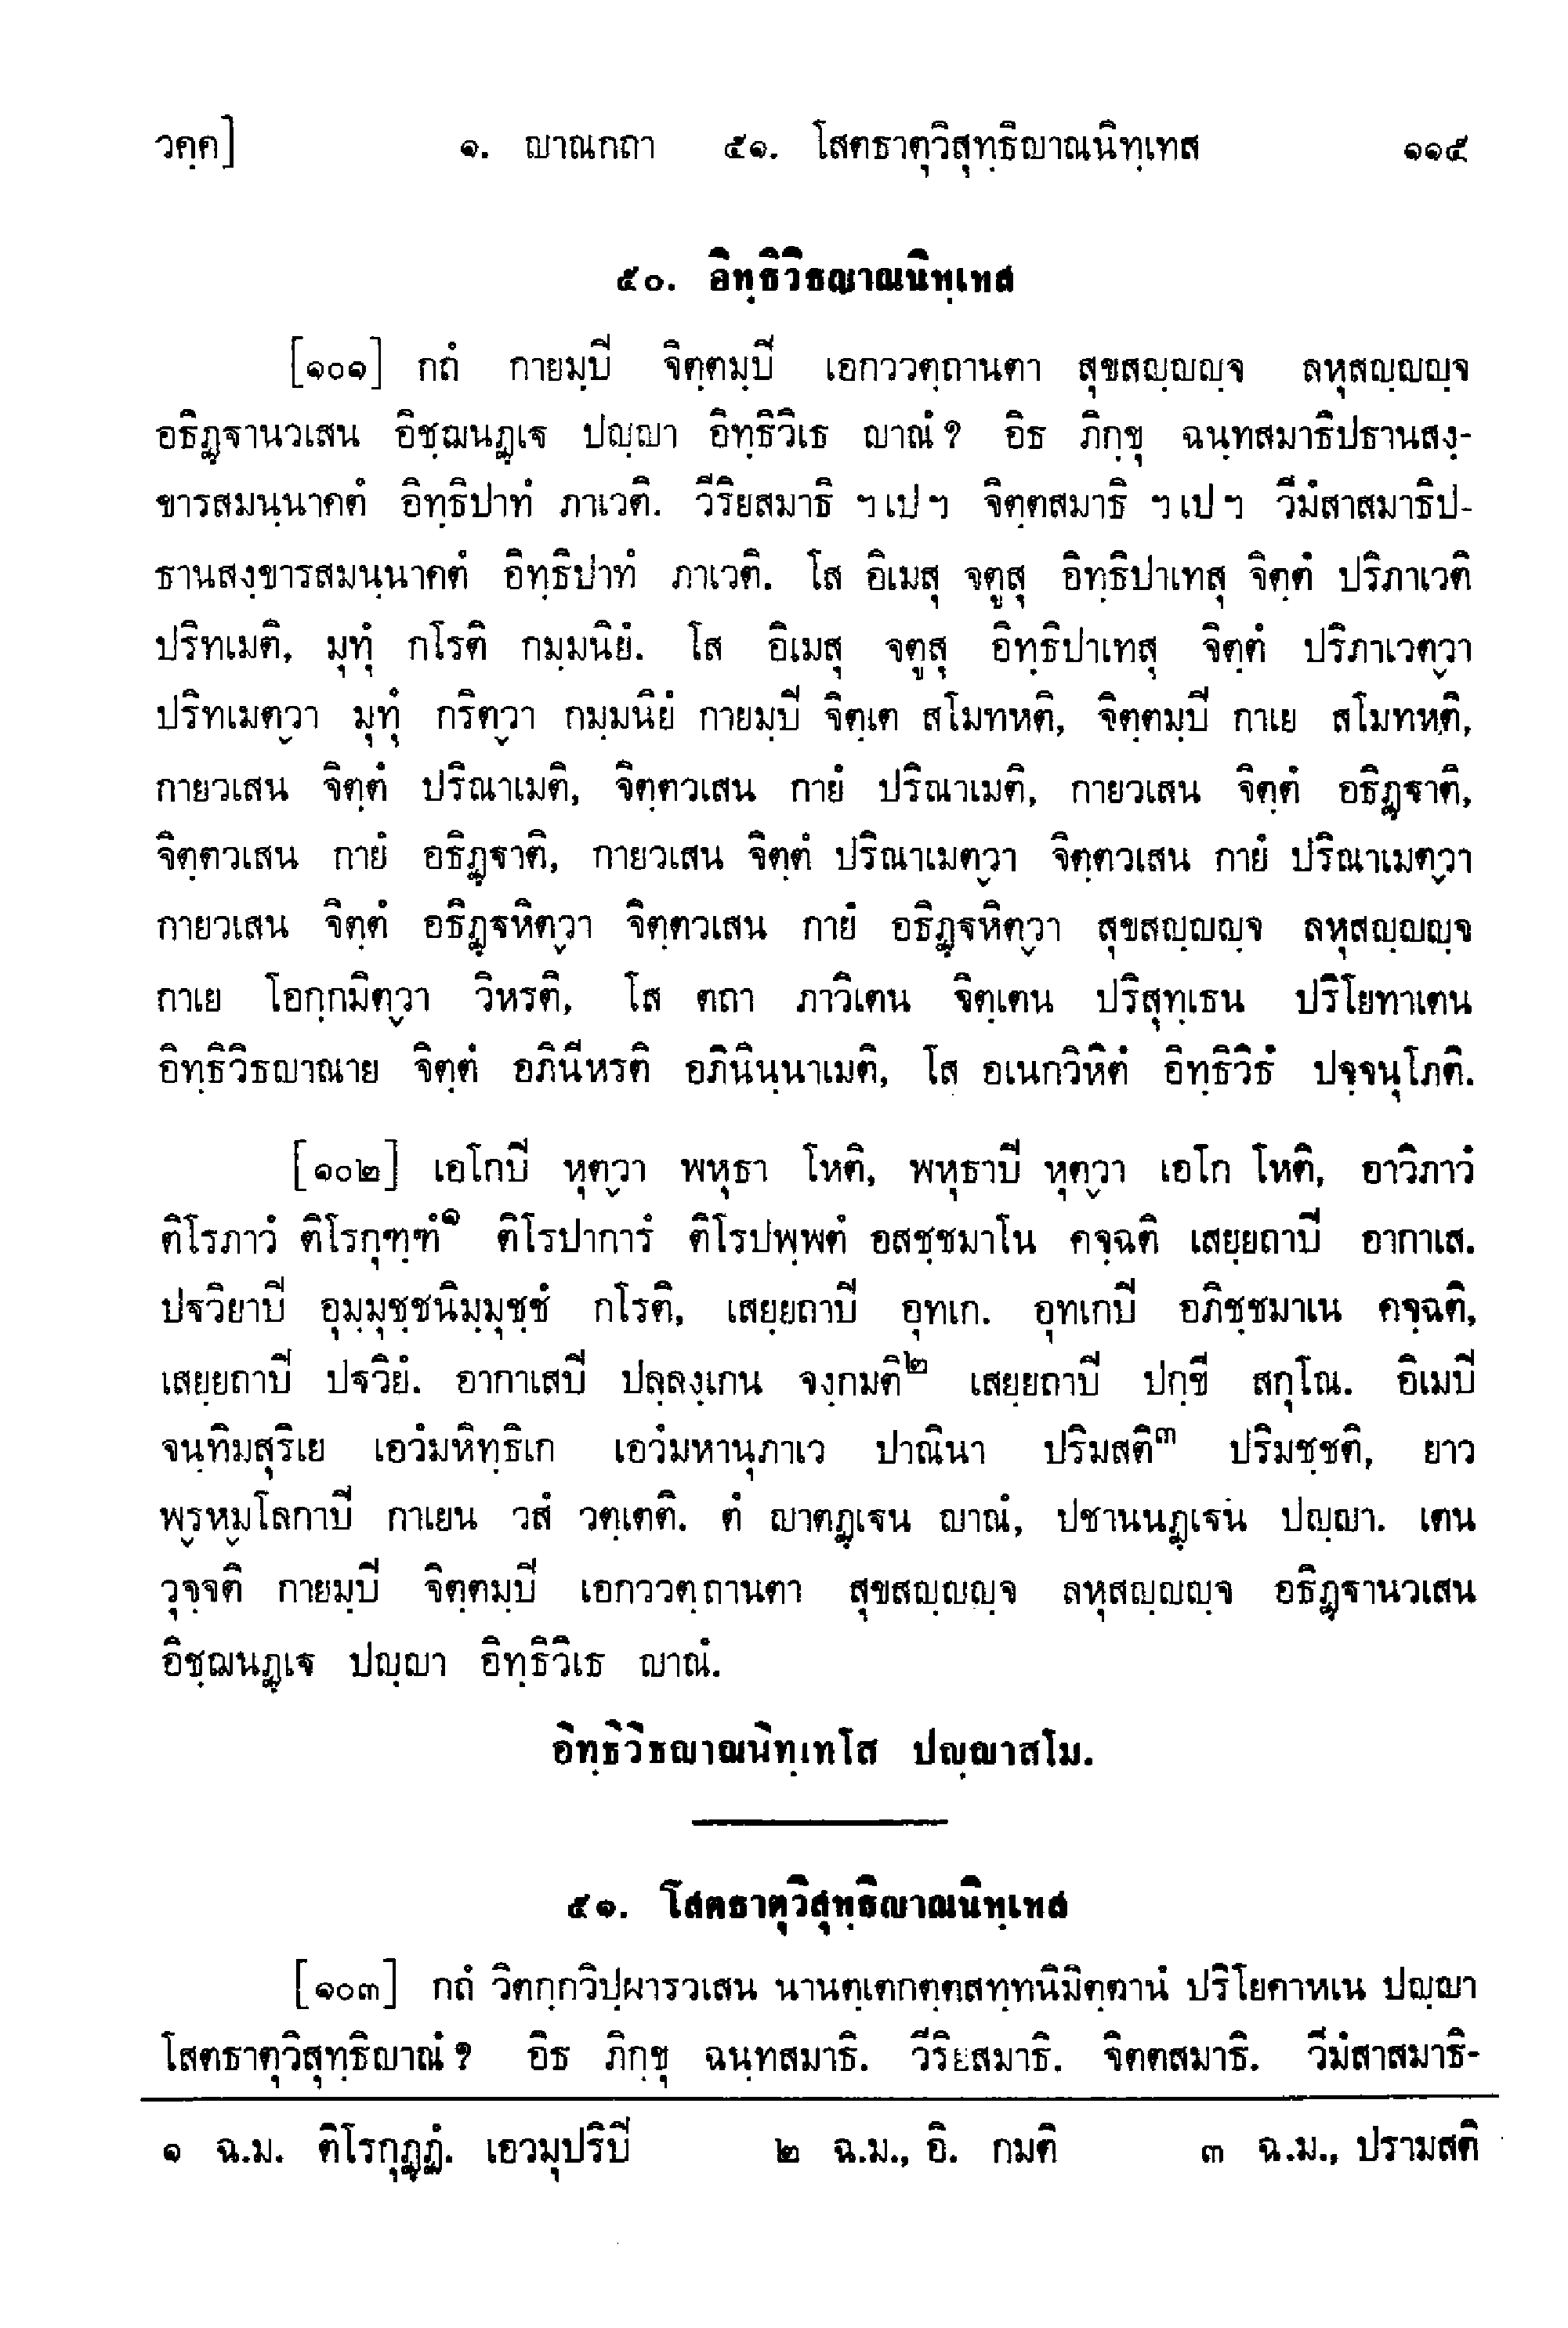 วคฺค]	๑. ญาณกถา ๕๑. โสตธาตุวิสุทฺธิญาณนิทฺเทส	๑๑๕
๕๐. อิทฺธิวิธญาณนิทฺเทส
[๑๐๑] กถํ กายมฺปิ จิตฺตมฺปิ เอกววตฺถานตา สุขสญฺญญฺจ ลหุสญฺญญฺจ
อธิฏฺฐานวเสน อิชฺฌนฏฺเฐ ปญฺญา อิทฺธิวิเธ ญาณํ? อิธ ภิกฺขุ ฉนฺทสมาธิปธานสงฺ-
ขารสมนฺนาคตํ อิทฺธิปาทํ ภาเวติ. วีริยสมาธิ ฯ เป ฯ จิตฺตสมาธิ ฯ เป ฯ วีมํสาสมาธิป-
ธานสงฺขารสมนฺนาคตํ อิทฺธิปาทํ ภาเวติ. โส อิเมสุ จตูสุ อิทฺธิปาเทสุ จิตฺตํ ปริภาเวติ
ปริทเมติ, มุทุํ กโรติ กมฺมนิยํ. โส อิเมสุ จตูสุ อิทฺธิปาเทสุ จิตฺตํ ปริภาเวตฺวา
ปริทเมตฺวา มุทุํ กริตฺวา กมฺมนิยํ กายมฺปิ จิตฺเต สโมทหติ, จิตฺตมฺปิ กาเย สโมทหติ,
กายวเสน จิตฺตํ ปริณาเมติ, จิตฺตวเสน กายํ ปริณาเมติ, กายวเสน จิตฺตํ อธิฏฺฐาติ,
จิตฺตวเสน กายํ อธิฏฺฐาติ, กายวเสน จิตฺตํ ปริณาเมตฺวา จิตฺตวเสน กายํ ปริณาเมตฺวา
กายวเสน จิตฺตํ อธิฏฺฐหิตฺวา จิตฺตวเสน กายํ อธิฏฺฐหิตฺวา สุขสญฺญญฺจ ลหุสญฺญญฺจ
กาเย โอกฺกมิตฺวา วิหรติ, โส ตถา ภาวิเตน จิตฺเตน ปริสุทฺเธน ปริโยทาเตน
อิทฺธิวิธญาณาย จิตฺตํ อภินีหรติ อภินินฺนาเมติ, โส อเนกวิหิตํ อิทฺธิวิธํ ปจฺจนุโภติ.
[๑๐๒] เอโกปิ หุตฺวา พหุธา โหติ, พหุธาปิ หุตฺวา เอโก โหติ, อาวิภาวํ
ติโรภาวํ ติโรกุฑฺฑํ๑ ติโรปาการํ ติโรปพฺพตํ อสชฺชมาโน คจฺฉติ เสยฺยถาปิ อากาเส.
ปฐวิยาปิ อุมฺมุชฺชนิมฺมุชฺชํ กโรติ, เสยฺยถาปิ อุทเก. อุทเกปิ อภิชฺชมาเน คจฺฉติ,
เสยฺยถาปิ ปฐวิยํ. อากาเสปิ ปลฺลงฺเกน จงฺกมติ๒ เสยฺยถาปิ ปกฺขี สกุโณ. อิเมปิ
จนฺทิมสุริเย เอวํมหิทฺธิเก เอวํมหานุภาเว ปาณินา ปริมสติ๓ ปริมชฺชติ, ยาว
พฺรหฺมโลกาปิ กาเยน วสํ วตฺเตติ. ตํ ญาตฏฺเฐน ญาณํ, ปชานนฏฺเฐน ปญฺญา. เตน
วุจฺจติ กายมฺปิ จิตฺตมฺปิ เอกววตฺถานตา สุขสญฺญญฺจ ลหุสญฺญญฺจ อธิฏฺฐานวเสน
อิชฺฌนฏฺเฐ ปญฺญา อิทฺธิวิเธ ญาณํ.
อิทฺธิวิธญาณนิทฺเทโส ปญฺญาสโม.
๕๑. โสตธาตุวิสุทฺธิญาณนิทฺเทส
[๑๐๓] กถํ วิตกฺกวิปฺผารวเสน นานตฺเตกตฺตสทฺทนิมิตฺตานํ ปริโยคาหเน ปญฺญา
โสตธาตุวิสุทฺธิญาณํ? อิธ ภิกฺขุ ฉนฺทสมาธิ. วีริยสมาธิ. จิตฺตสมาธิ. วีมํสาสมาธิ-
๑ ฉ.ม. ติโรกุฏฺฏํ. เอวมุปริปิ	๒ ฉ.ม., อิ. กมติ	๓ ฉ.ม., ปรามสติ